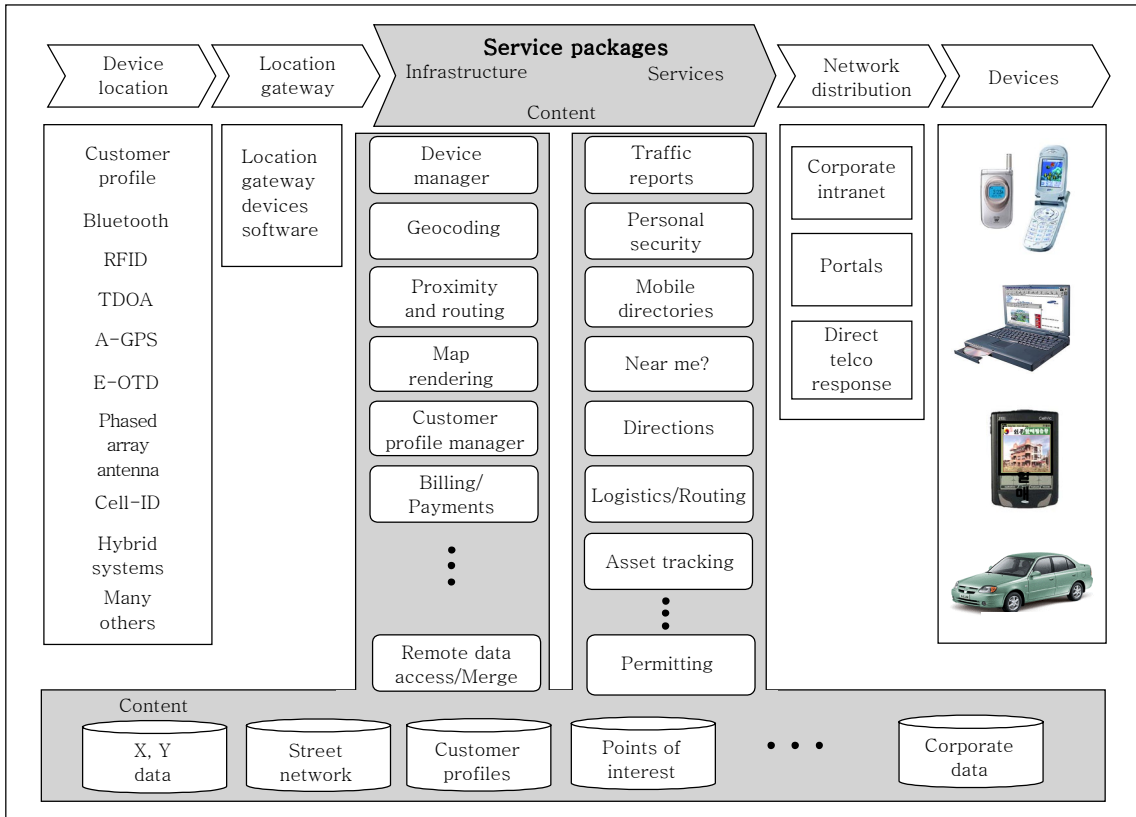 Service packages
Device
location
Location
gateway
Infrastructure
Services
Content
Network
distribution
Devices
Customer
profile
Bluetooth
RFID
TDOA
A-GPS
E-OTD
Phased
array
antenna
Cell-ID
Hybrid
systems
Many
others
Location
gateway
devices
software
Device
manager
Geocoding
Proximity
and routing
Map
rendering
Customer
profile manager
Billing/
Payments
Remote data
access/Merge
Traffic
reports
Personal
security
Mobile
directories
Near me?
Directions
Logistics/Routing
Asset tracking
Permitting
Corporate
intranet
Portals
Direct
telco
response
Content
X, Y
data
Street
network
Customer
profiles
Points of
interest
Corporate
data